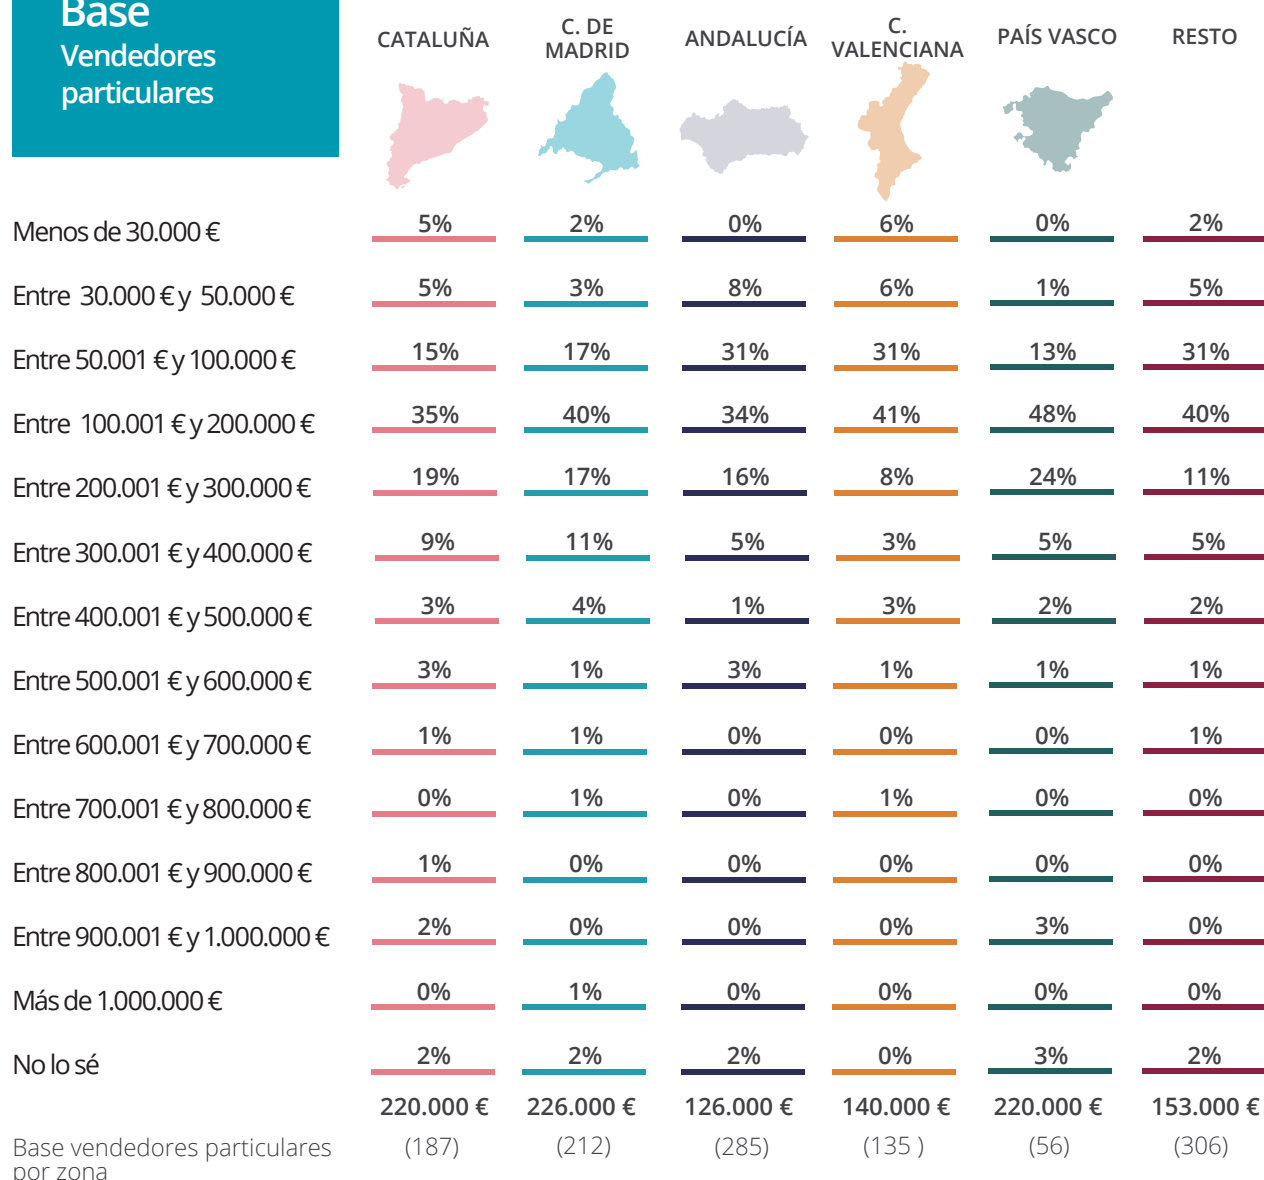 Base
Vendedores
particulares
CATALUÑA
C. DE
MADRID
ANDALUCÍA
C.
VALENCIANA
PAÍS VASCO
RESTO
Menos de 30.000 € 5% 2% 0% 6% 0% 2%
Entre 30.000 € y 50.000 € 5% 3% 8% 6% 1% 5%
Entre 50.001 € y 100.000 € 15% 17% 31% 31% 13% 31%
Entre 100.001 € y 200.000 € 35% 40% 34% 41% 48% 40%
Entre 200.001 € y 300.000 € 19% 17% 16% 8% 24% 11%
Entre 300.001 € y 400.000 € 9% 11% 5% 3% 5% 5%
Entre 400.001 € y 500.000 € 3% 4% 1% 3% 2% 2%
Entre 500.001 € y 600.000 € 3% 1% 3% 1% 1% 1%
Entre 600.001 € y 700.000 € 1% 1% 0% 0% 0% 1%
Entre 700.001 € y 800.000 € 0% 1% 0% 1% 0% 0%
Entre 800.001 € y 900.000 € 1% 0% 0% 0% 0% 0%
Entre 900.001 € y 1.000.000 € 2% 0% 0% 0% 3% 0%
Más de 1.000.000 € 0% 1% 0% 0% 0% 0%
No lo sé 2% 2% 2% 0% 3% 2%
220.000 € 226.000 € 126.000 € 140.000 € 220.000 € 153.000 €
Base vendedores particulares (187) (212) (285) (135 ) (56) (306)
por zona